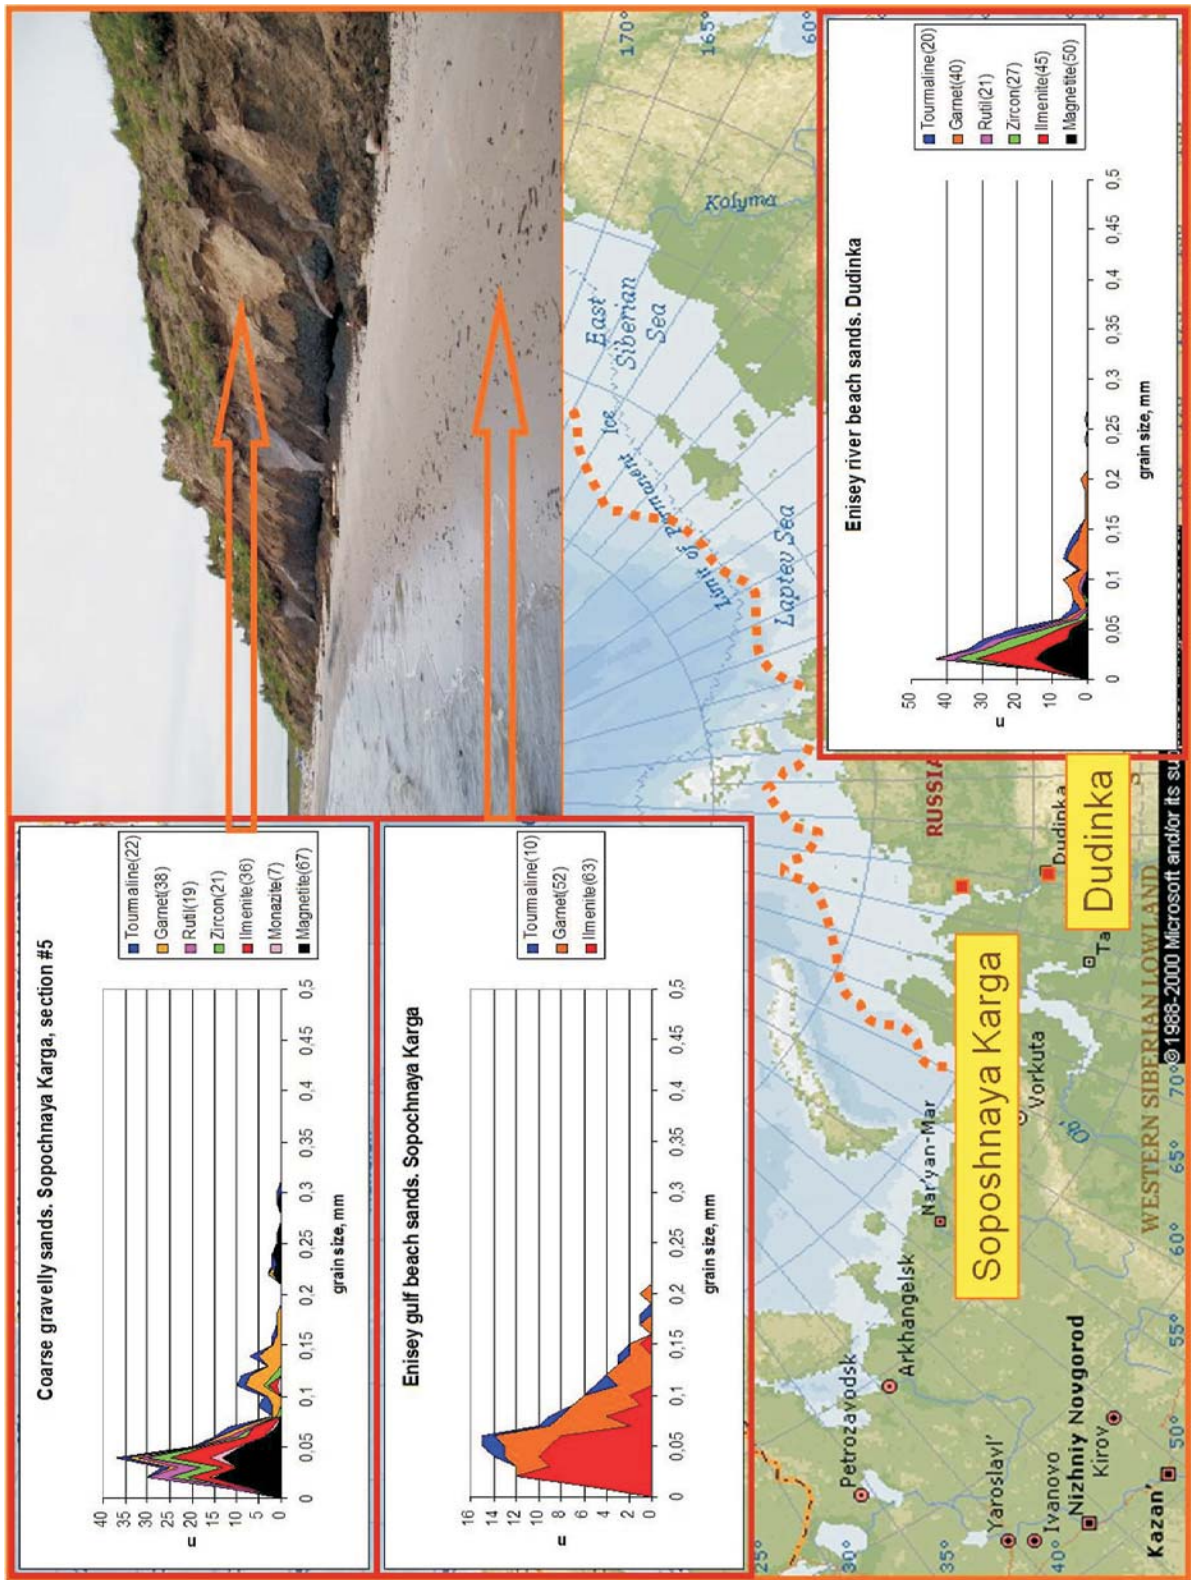 Coarse gravelly sands. Sopochnaya Karga, section #5
n
40
35
30
25
20
15
10
5
0
0
0,05
0,1
0,15
0,2
0,25
0,3
0,35
0,4
0,45
0,5
grain size, mm
Tourmaline(22)
Garnet(38)
Rutil(19)
Zircon(21)
Ilmenite(36)
Monazite(7)
Magnetite(67)
Enisey gulf beach sands. Sopochnaya Karga
n
16
14
12
10
8
6
4
2
0
0
0,05
0,1
0,15
0,2
0,25
0,3
0,35
0,4
0,45
0,5
grain size, mm
Tourmaline(10)
Garnet(52)
Ilmenite(63)
Enisey river beach sands. Dudinka
n
50
40
30
20
10
0
0
0,05
0,1
0,15
0,2
0,25
0,3
0,35
0,4
0,45
0,5
grain size, mm
Tourmaline(20)
Garnet(40)
Rutil(21)
Zircon(27)
Ilmenite(45)
Magnetite(50)
170°
165°
60°
Kolyma
East
Siberian
Sea
Limit of Permanent Ice
Laptev Sea
RUSSIA
Dudinka
Dudinka
Soposhnaya Karga
Nar'yan-Mar
Vorkuta
Ob'
Arkhangelsk
Petrozavodsk
Yaroslavl'
Ivanovo
Nizhniy Novgorod
Kirov
Kazan'
WESTERN SIBERIAN LOWLAND
25°
30°
35°
40°
50°
55°
60°
65°
70°
©1988-2000 Microsoft and/or its su